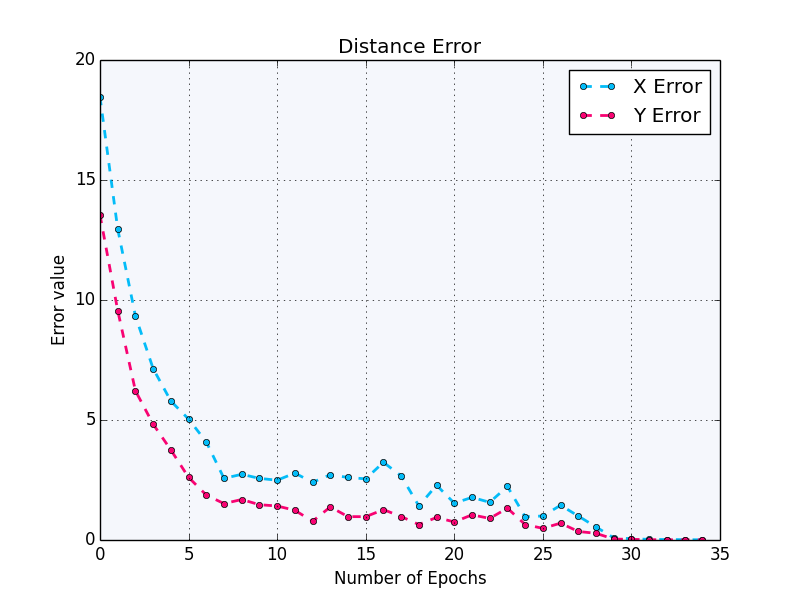 Distance Error
X Error
Y Error
20
15
10
5
0
Error value
0 5 10 15 20 25 30 35
Number of Epochs